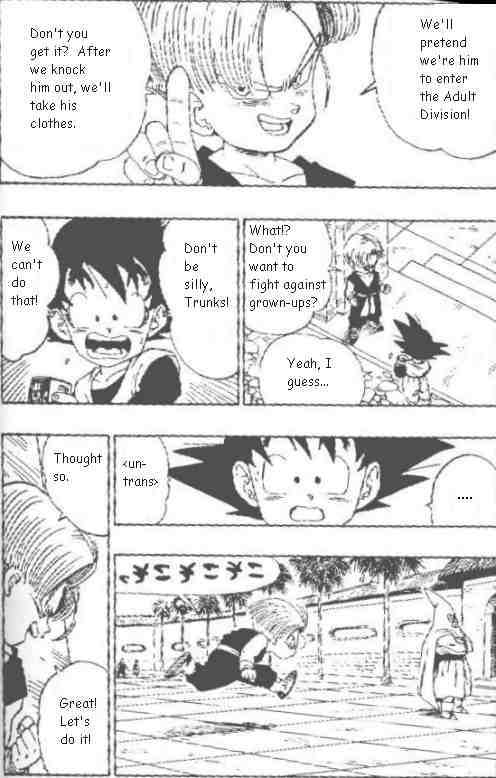 Don't you
get it? After
we knock
him out, we'll
take his
clothes.
We'll
pretend
we're him
to enter
the Adult
Division!
We
can't
do
that!
Don't
be
silly,
Trunks!
What!?
Don't you
want to
fight against
grown-ups?
Yeah, I
guess...
Thought
so.
Great!
Let's
do it!
<un-
trans>
....